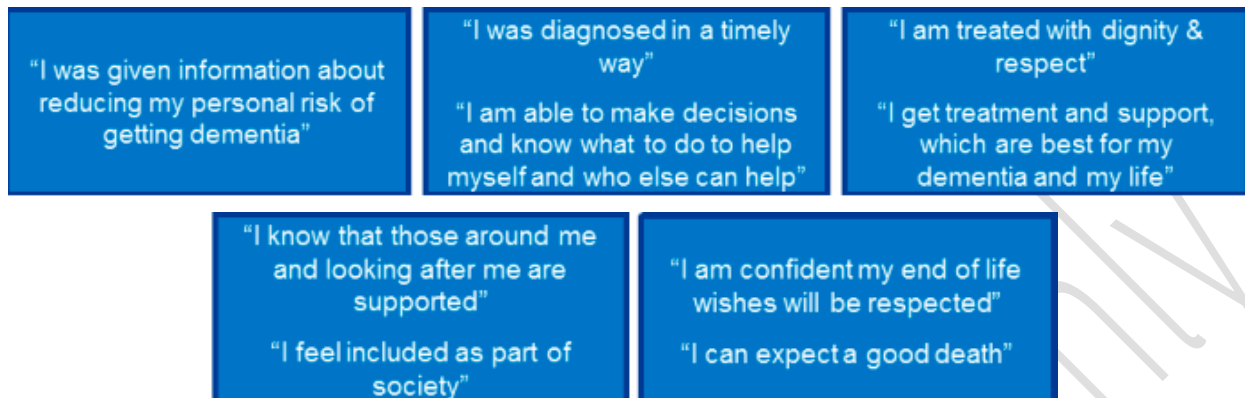 “I was given information about
reducing my personal risk of
getting dementia”
“I was diagnosed in a timely
way”
“I am able to make decisions
and know what to do to help
myself and who else can help”
“I am treated with dignity &
respect”
“I get treatment and support,
which are best for my
dementia and my life”
“I know that those around me
and looking after me are
supported”
“I feel included as part of
society”
“I am confident my end of life
wishes will be respected”
“I can expect a good death”